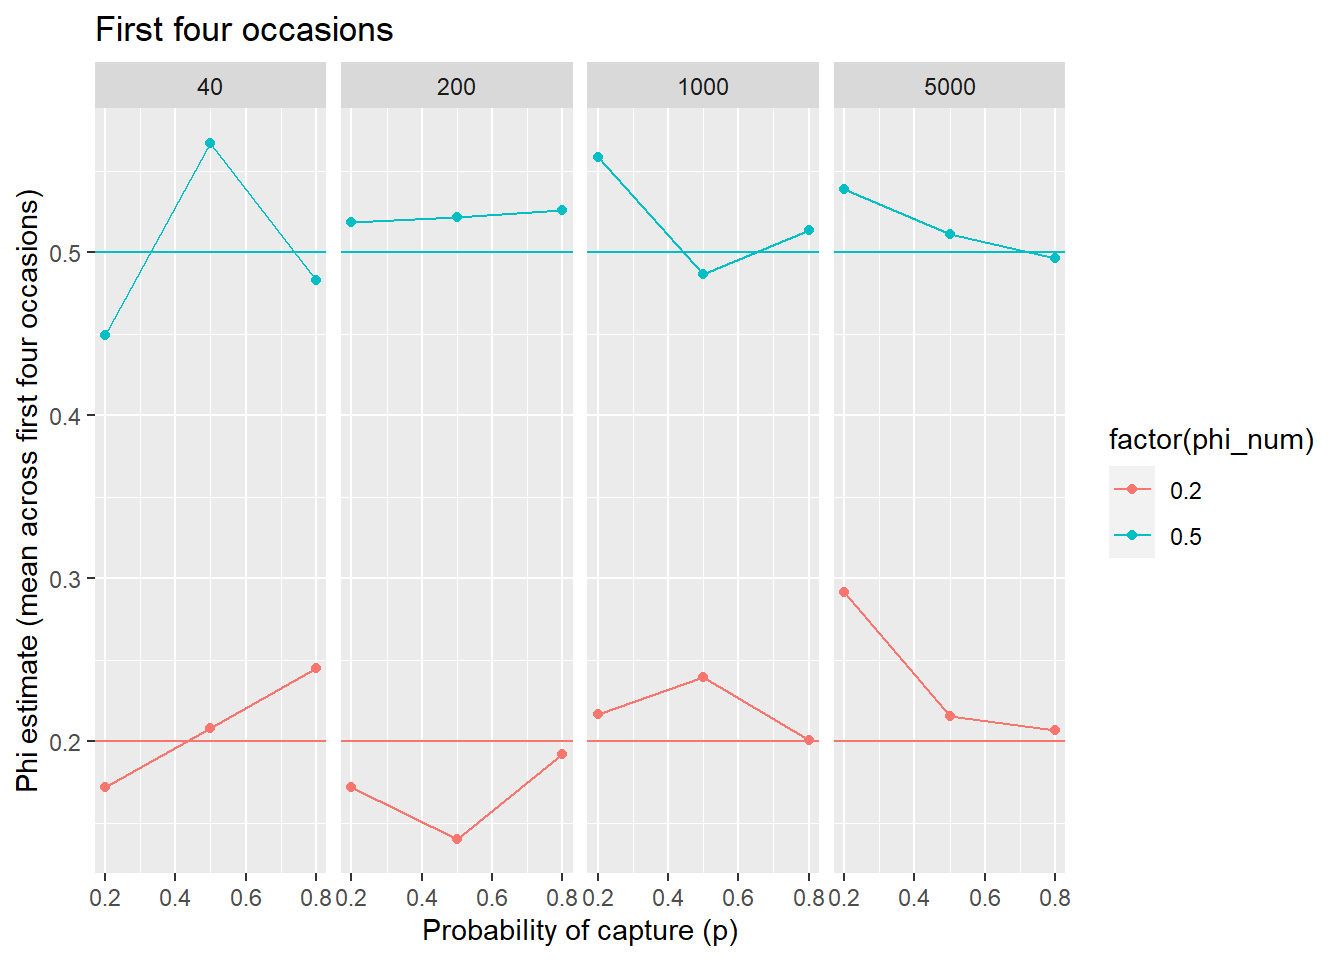 First four occasions
40 200 1000 5000
Phi estimate (mean across first four occasions)
0.5
0.4
0.3
0.2
0.2 0.4 0.6 0.8 0.2 0.4 0.6 0.8 0.2 0.4 0.6 0.8 0.2 0.4 0.6 0.8
Probability of capture (p)
factor(phi_num)
0.2
0.5